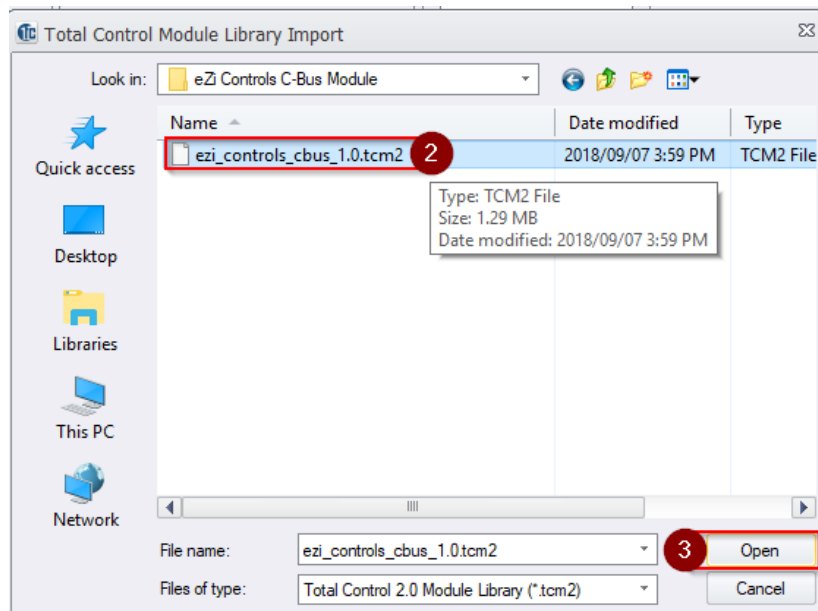 Total Control Module Library Import
Look in: eZi Controls C-Bus Module
Name Date modified Type
ezi_controls_cbus_1.0.tcm2 2 2018/09/07 3:59 PM TCM2 File
Type: TCM2 File
Size: 1.29 MB
Date modified: 2018/09/07 3:59 PM
Quick access
Desktop
Libraries
This PC
Network
File name: ezi_controls_cbus_1.0.tcm2 3 Open
Files of type: Total Control 2.0 Module Library (*.tcm2) Cancel